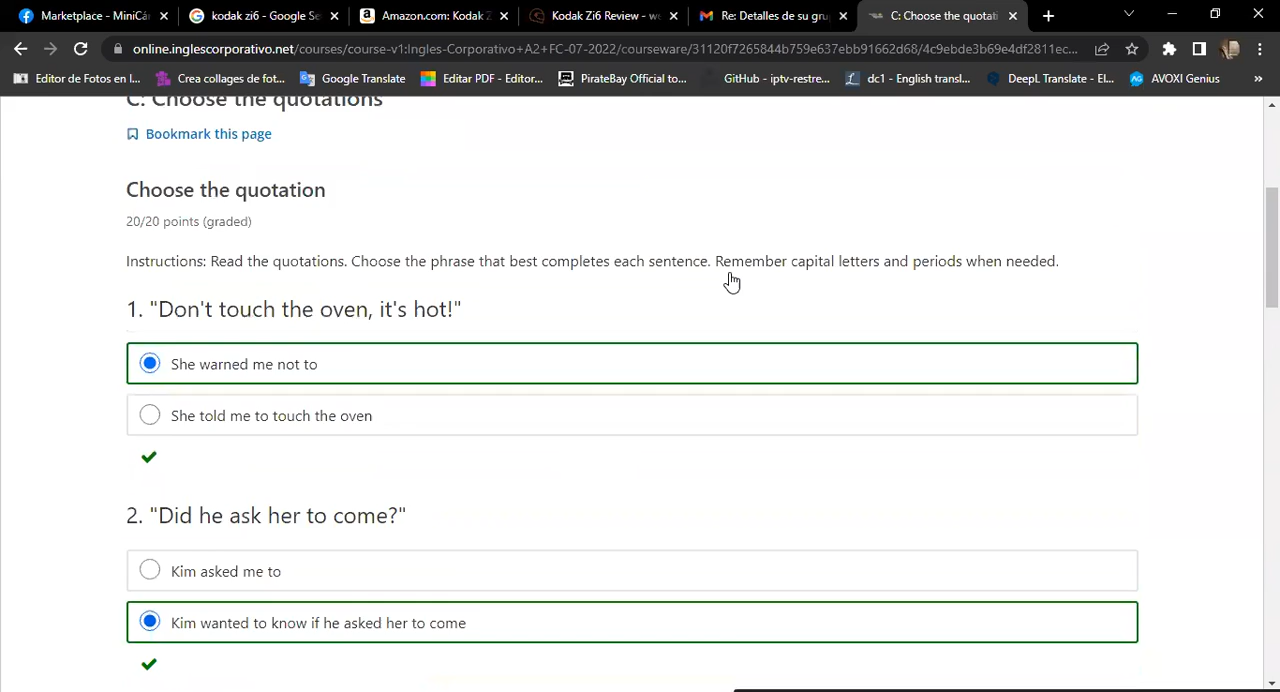 Marketplace - MiniCá
kodak zi6 - Google Se
Amazon.com: Kodak Z
Kodak Zi6 Review - we
Re: Detalles de su gru
C: Choose the quotati
online.inglescorporativo.net/courses/course-v1:Ingles-Corporativo+A2+FC-07-2022/courseware/31120f7265844b759e637ebb91662d68/4c9ebde3b69e4df2811ec...
Editor de Fotos en l...
Crea collages de fot...
Google Translate
Editar PDF - Editor...
PirateBay Official to...
GitHub - iptv-restre...
dc1 - English transl...
DeepL Translate - El...
AVOXI Genius
»
C: Choose the quotations
Bookmark this page
Choose the quotation
20/20 points (graded)
Instructions: Read the quotations. Choose the phrase that best completes each sentence. Remember capital letters and periods when needed.
1. "Don't touch the oven, it's hot!"
She warned me not to
She told me to touch the oven
2. "Did he ask her to come?"
Kim asked me to
Kim wanted to know if he asked her to come